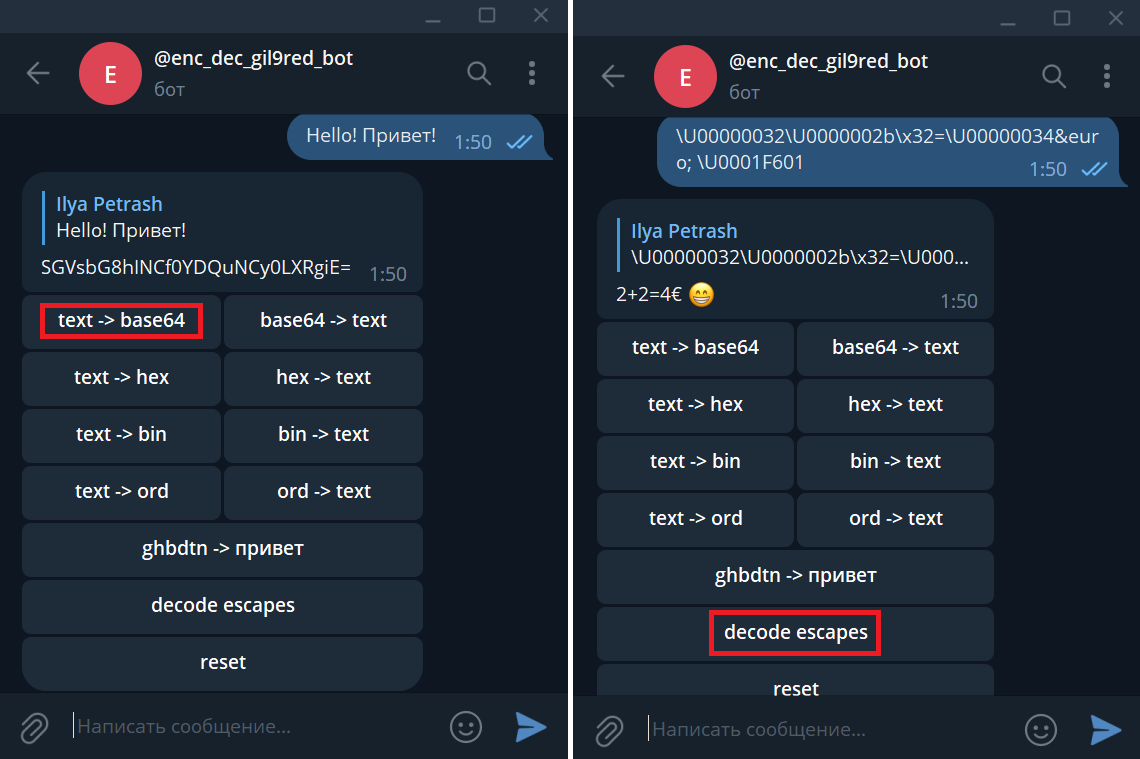 @enc_dec_gil9red_bot
бот
Hello! Привет!
1:50
Ilya Petrash
Hello! Привет!
SGVsbG8hINCf0YDQuNCy0LXRgiE=
1:50
text -> base64
base64 -> text
text -> hex
hex -> text
text -> bin
bin -> text
text -> ord
ord -> text
ghbdtn -> привет
decode escapes
reset
Написать сообщение...
E
@enc_dec_gil9red_bot
бот
\U00000032\U0000002b\x32=\U00000034&eur
o; \U0001F601
1:50
Ilya Petrash
\U00000032\U0000002b\x32=\U000...
2+2=4€ 😁
1:50
text -> base64
base64 -> text
text -> hex
hex -> text
text -> bin
bin -> text
text -> ord
ord -> text
ghbdtn -> привет
decode escapes
reset
Написать сообщение...
E